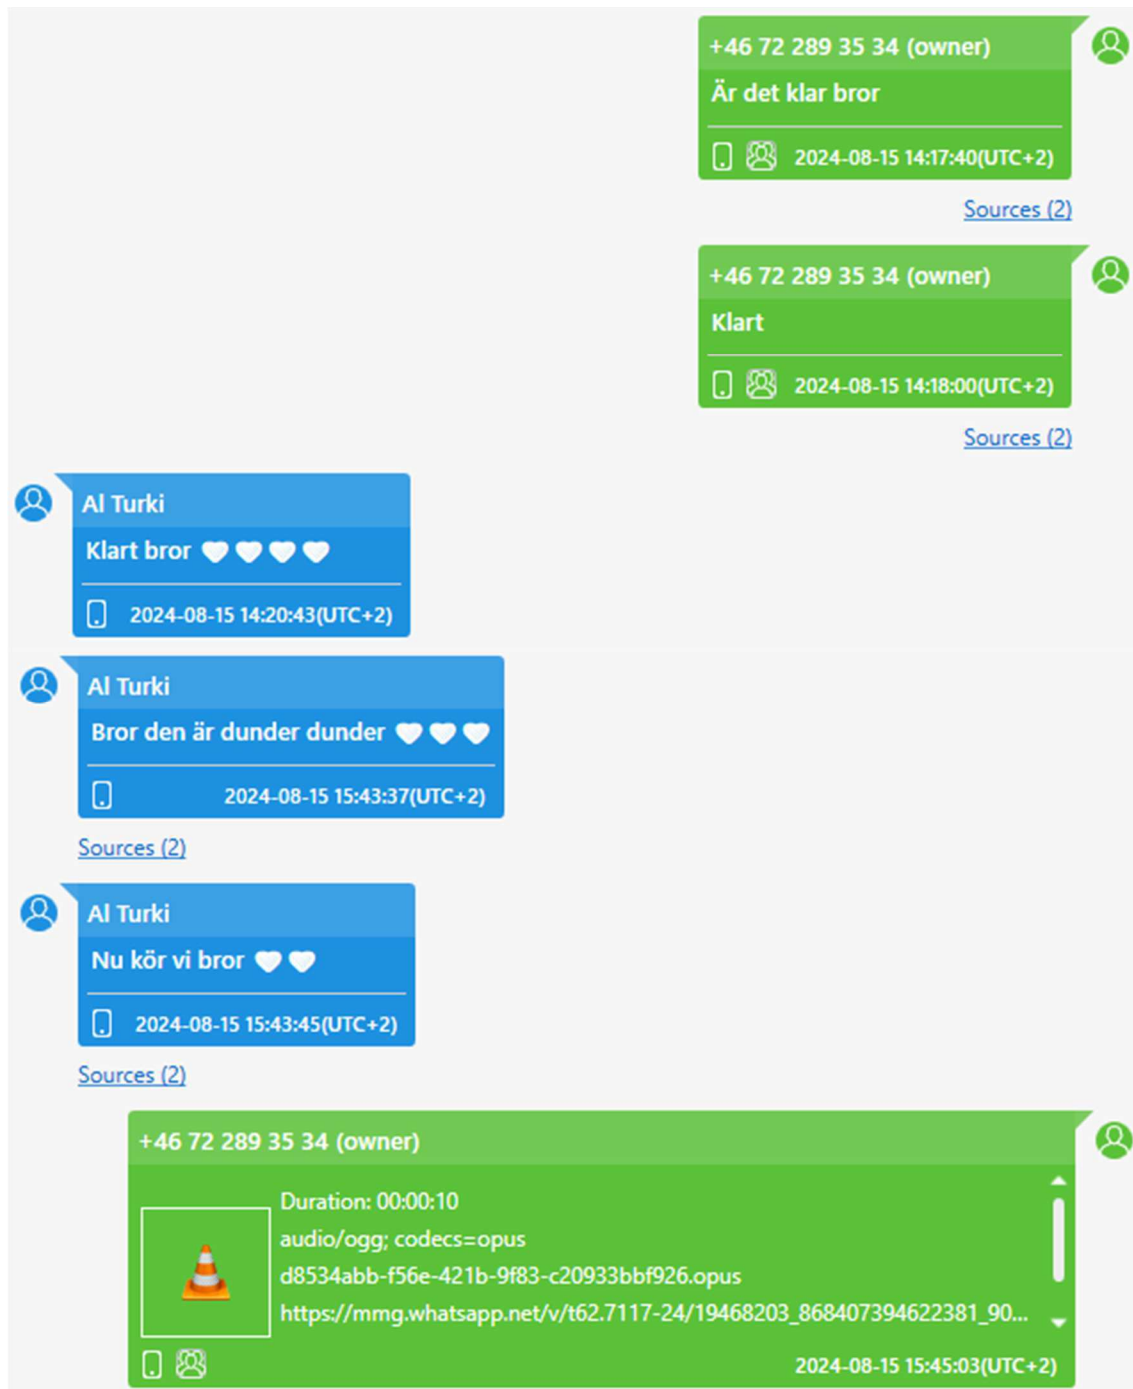 +46 72 289 35 34 (owner)
Är det klar bror
2024-08-15 14:17:40(UTC+2)
Sources (2)
+46 72 289 35 34 (owner)
Klart
2024-08-15 14:18:00(UTC+2)
Sources (2)
Al Turki
Klart bror 🤍🤍🤍🤍
2024-08-15 14:20:43(UTC+2)
Al Turki
Bror den är dunder dunder 🤍🤍🤍
2024-08-15 15:43:37(UTC+2)
Sources (2)
Al Turki
Nu kör vi bror 🤍🤍
2024-08-15 15:43:45(UTC+2)
Sources (2)
+46 72 289 35 34 (owner)
Duration: 00:00:10
audio/ogg; codecs=opus
d8534abb-f56e-421b-9f83-c20933bbf926.opus
https://mmg.whatsapp.net/v/t62.7117-24/19468203_868407394622381_90...
2024-08-15 15:45:03(UTC+2)